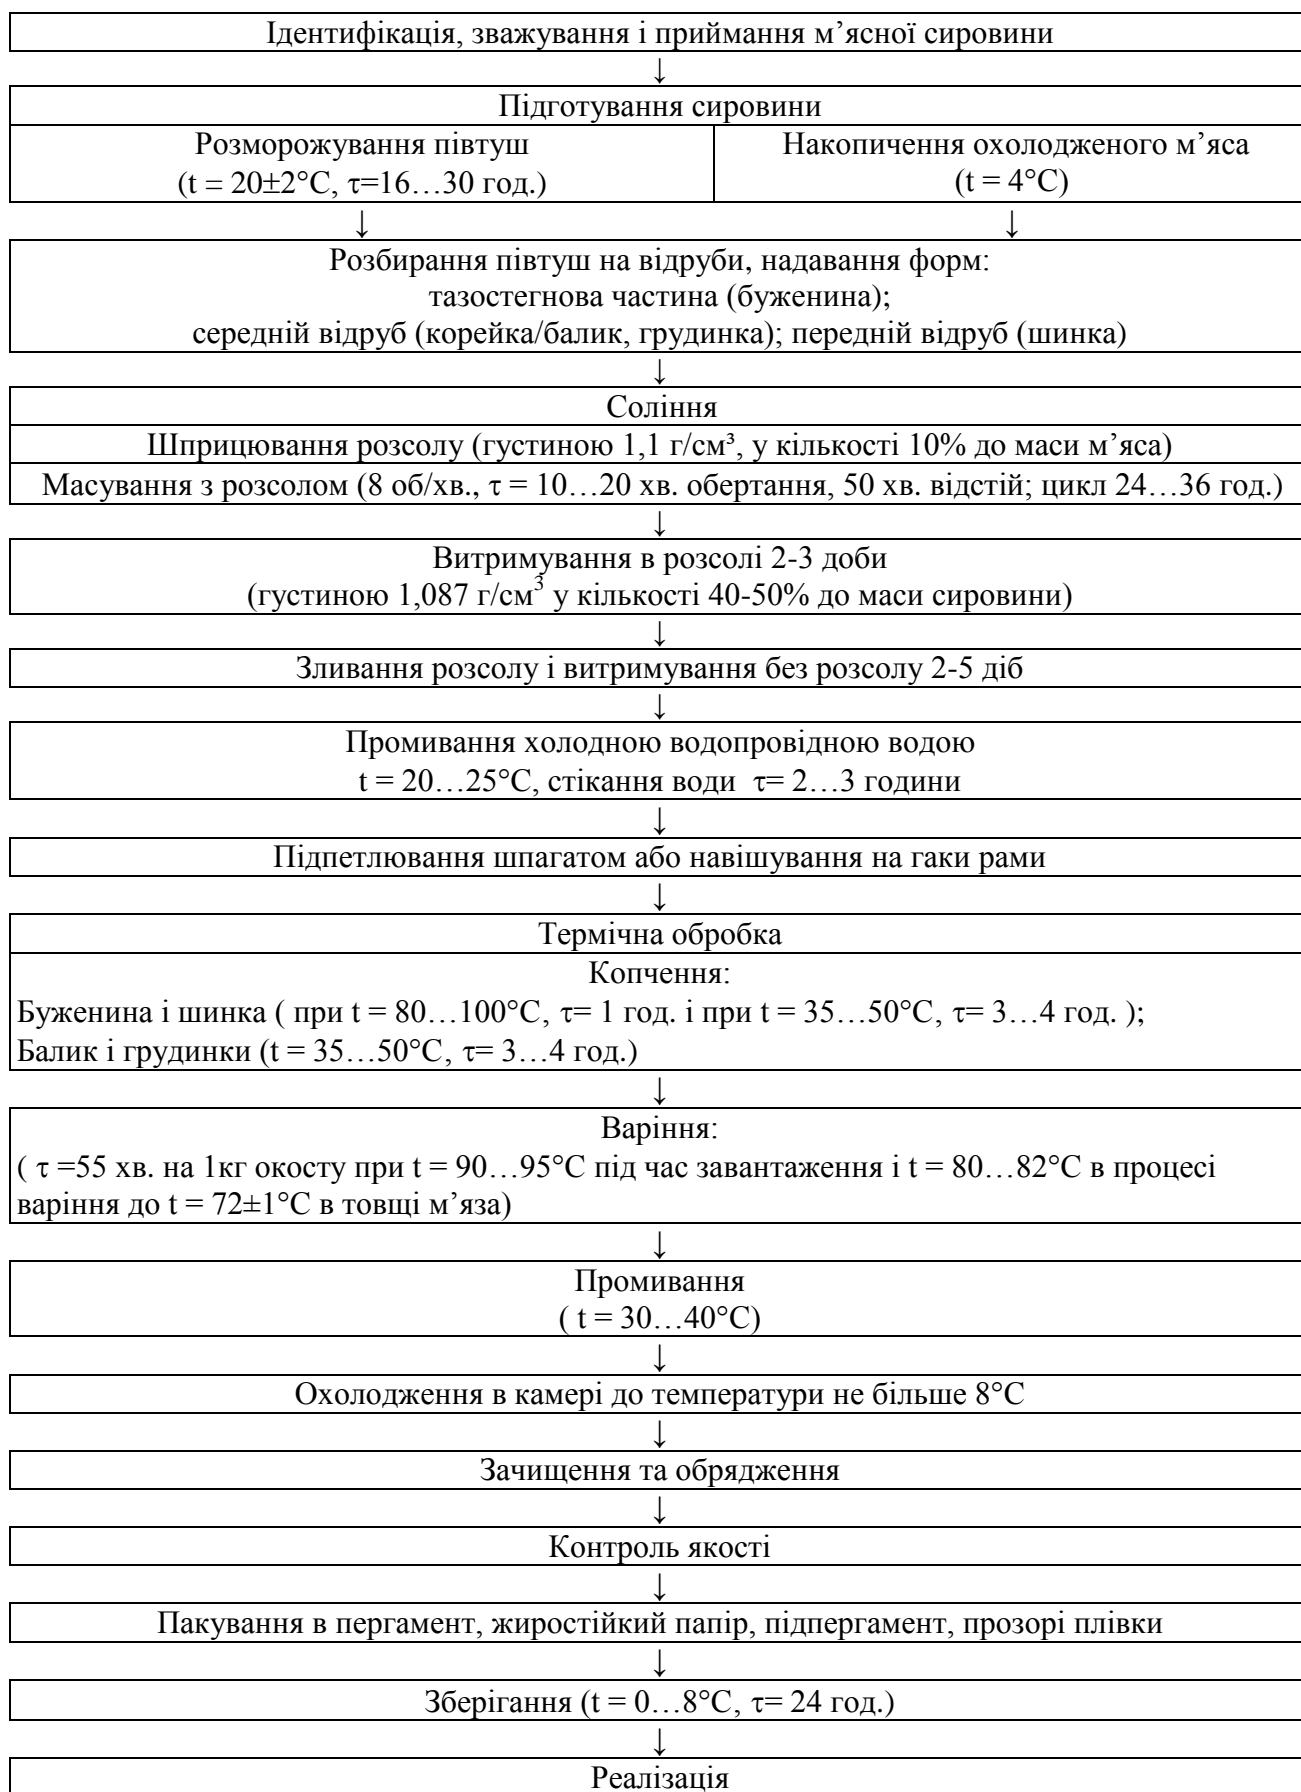 Ідентифікація, зважування і приймання м’ясної сировини
↓
Підготування сировини
Розморожування півтуш
(t = 20±2°С, τ=16…30 год.)
Накопичення охолодженого м’яса
(t = 4°С)
↓
↓
Розбирання півтуш на відруби, надавання форм:
тазостегнова частина (буженина);
середній відруб (корейка/балик, грудинка); передній відруб (шинка)
↓
Соління
Шприцювання розсолу (густиною 1,1 г/см³, у кількості 10% до маси м’яса)
Масування з розсолом (8 об/хв., τ = 10…20 хв. обертання, 50 хв. відстій; цикл 24…36 год.)
↓
Витримування в розсолі 2-3 доби
(густиною 1,087 г/см³ у кількості 40-50% до маси сировини)
↓
Зливання розсолу і витримування без розсолу 2-5 діб
↓
Промивання холодною водопровідною водою
t = 20…25°С, стікання води τ= 2…3 години
↓
Підпетлювання шпагатом або навішування на гаки рами
↓
Термічна обробка
Копчення:
Буженина і шинка ( при t = 80…100°С, τ= 1 год. і при t = 35…50°С, τ= 3…4 год. );
Балик і грудинки (t = 35…50°С, τ= 3…4 год.)
↓
Варіння:
( τ =55 хв. на 1кг окосту при t = 90…95°С під час завантаження і t = 80…82°С в процесі
варіння до t = 72±1°С в товщі м’яза)
↓
Промивання
( t = 30…40°С)
↓
Охолодження в камері до температури не більше 8°С
↓
Зачищення та обрядження
↓
Контроль якості
↓
Пакування в пергамент, жиростійкий папір, підпергамент, прозорі плівки
↓
Зберігання (t = 0…8°С, τ= 24 год.)
↓
Реалізація